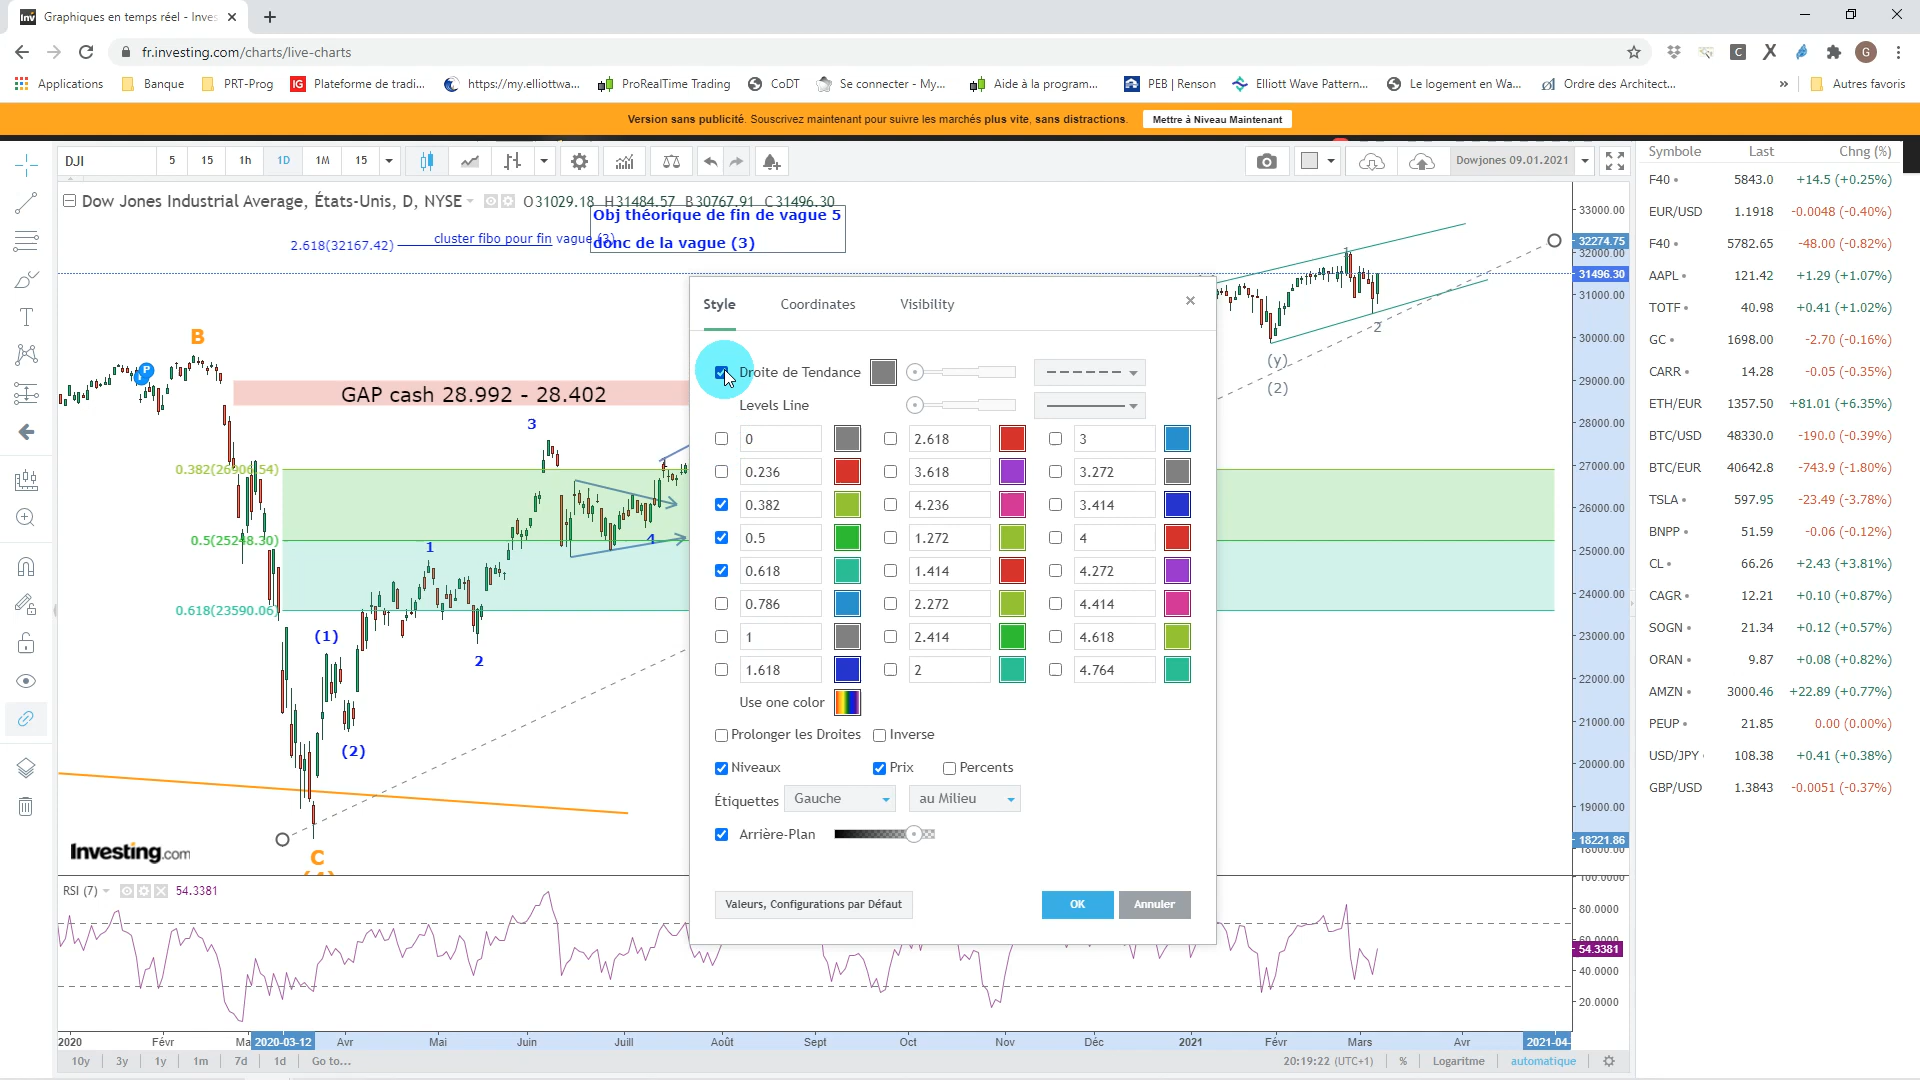 Graphiques en temps réel - Inves
fr.investing.com/charts/live-charts
G
Applications
Banque
PRT-Prog
IG
Plateforme de tradi...
https://my.elliottwa...
ProRealTime Trading
CoDT
Se connecter - My...
Aide à la program...
PEB | Renson
Elliott Wave Pattern...
Le logement en Wa...
Ordre des Architect...
»
Autres favoris
Version sans publicité. Souscrivez maintenant pour suivre les marchés plus vite, sans distractions.
Mettre à Niveau Maintenant
DJI
5
15
1h
1D
1M
15
Dowjones 09.01.2021
Dow Jones Industrial Average, États-Unis, D, NYSE
O31029.18 H31484.57 B30767.91 C31496.30
Obj théorique de fin de vague 5
donc de la vague (3)
2.618(32167.42)
cluster fibo pour fin vague (3)
B
P
GAP cash 28.992 - 28.402
3
0.382(26906.54)
0.5(25248.30)
0.618(23590.06)
1
4
2
(1)
(2)
C
1
2
(y)
(2)
Investing.com
33000.00
32274.75
32000.00
31496.30
31000.00
30000.00
29000.00
28000.00
27000.00
26000.00
25000.00
24000.00
23000.00
22000.00
21000.00
20000.00
19000.00
18221.86
18000.00
Style
Coordinates
Visibility
Droite de Tendance
Levels Line
0 2.618 3
0.236 3.618 3.272
0.382 4.236 3.414
0.5 1.272 4
0.618 1.414 4.272
0.786 2.272 4.414
1 2.414 4.618
1.618 2 4.764
Use one color
Prolonger les Droites Inverse
Niveaux Prix Percents
Étiquettes Gauche au Milieu
Arrière-Plan
Valeurs, Configurations par Défaut
OK
Annuler
RSI (7)
54.3381
100.0000
80.0000
60.0000
54.3381
40.0000
20.0000
2020
Févr
Ma
2020-03-12
Avr
Mai
Juin
Juill
Août
Sept
Oct
Nov
Déc
2021
Févr
Mars
Avr
2021-04-
10y
3y
1y
1m
7d
1d
Go to...
20:19:22 (UTC+1)
%
Logaritme
automatique
Symbole Last Chng (%)
F40 5843.0 +14.5 (+0.25%)
EUR/USD 1.1918 -0.0048 (-0.40%)
F40 5782.65 -48.00 (-0.82%)
AAPL 121.42 +1.29 (+1.07%)
TOTF 40.98 +0.41 (+1.02%)
GC 1698.00 -2.70 (-0.16%)
CARR 14.28 -0.05 (-0.35%)
ETH/EUR 1357.50 +81.01 (+6.35%)
BTC/USD 48330.0 -190.0 (-0.39%)
BTC/EUR 40642.8 -743.9 (-1.80%)
TSLA 597.95 -23.49 (-3.78%)
BNPP 51.59 -0.06 (-0.12%)
CL 66.26 +2.43 (+3.81%)
CAGR 12.21 +0.10 (+0.87%)
SOGN 21.34 +0.12 (+0.57%)
ORAN 9.87 +0.08 (+0.82%)
AMZN 3000.46 +22.89 (+0.77%)
PEUP 21.85 0.00 (0.00%)
USD/JPY 108.38 +0.41 (+0.38%)
GBP/USD 1.3843 -0.0051 (-0.37%)